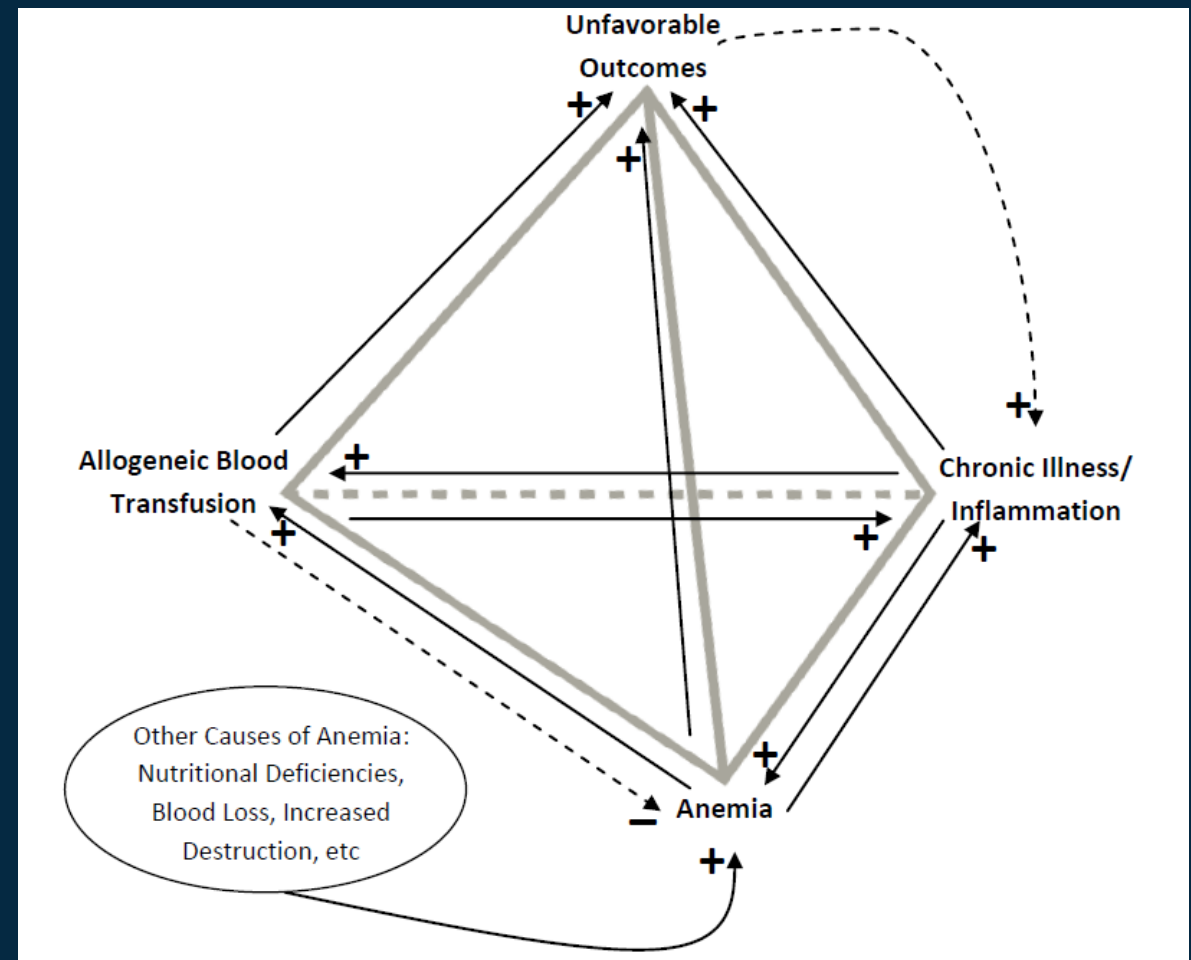 Unfavorable
Outcomes
+
+
+
+
Allogeneic Blood
Transfusion
+
Chronic Illness/
Inflammation
+
+
+
+
Other Causes of Anemia:
Nutritional Deficiencies,
Blood Loss, Increased
Destruction, etc
−
Anemia
+